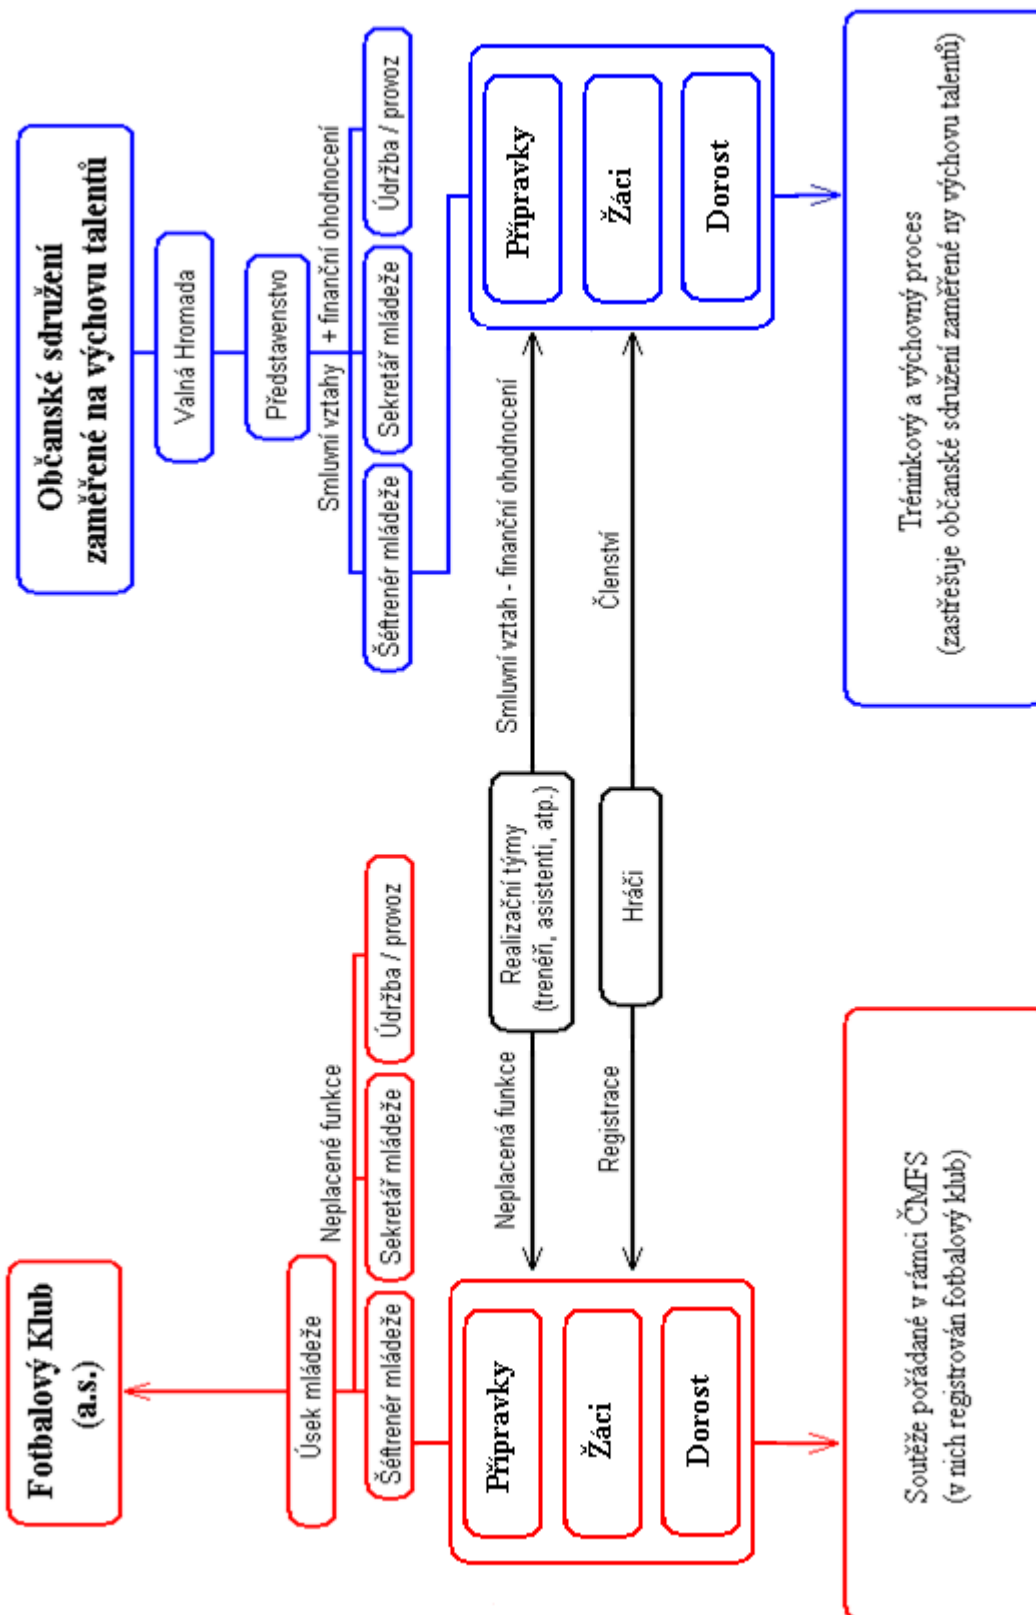 Fotbalový Klub
(a.s.)
Úsek mládeže
Neplacené funkce
Šéftrenér mládeže
Sekretář mládeže
Údržba / provoz
Přípravky
Žáci
Dorost
Soutěže pořádané v rámci ČMFS
(v nich registrován fotbalový klub)
Neplacená funkce
Realizační týmy
(trenéři, asistenti, atp.)
Smluvní vztah - finanční ohodnocení
Registrace
Hráči
Členství
Občanské sdružení
zaměřené na výchovu talentů
Valná Hromada
Představenstvo
Smluvní vztahy + finanční ohodnocení
Šéftrenér mládeže
Sekretář mládeže
Údržba / provoz
Přípravky
Žáci
Dorost
Tréninkový a výchovný proces
(zastřešuje občanské sdružení zaměřené ný výchovu talentů)